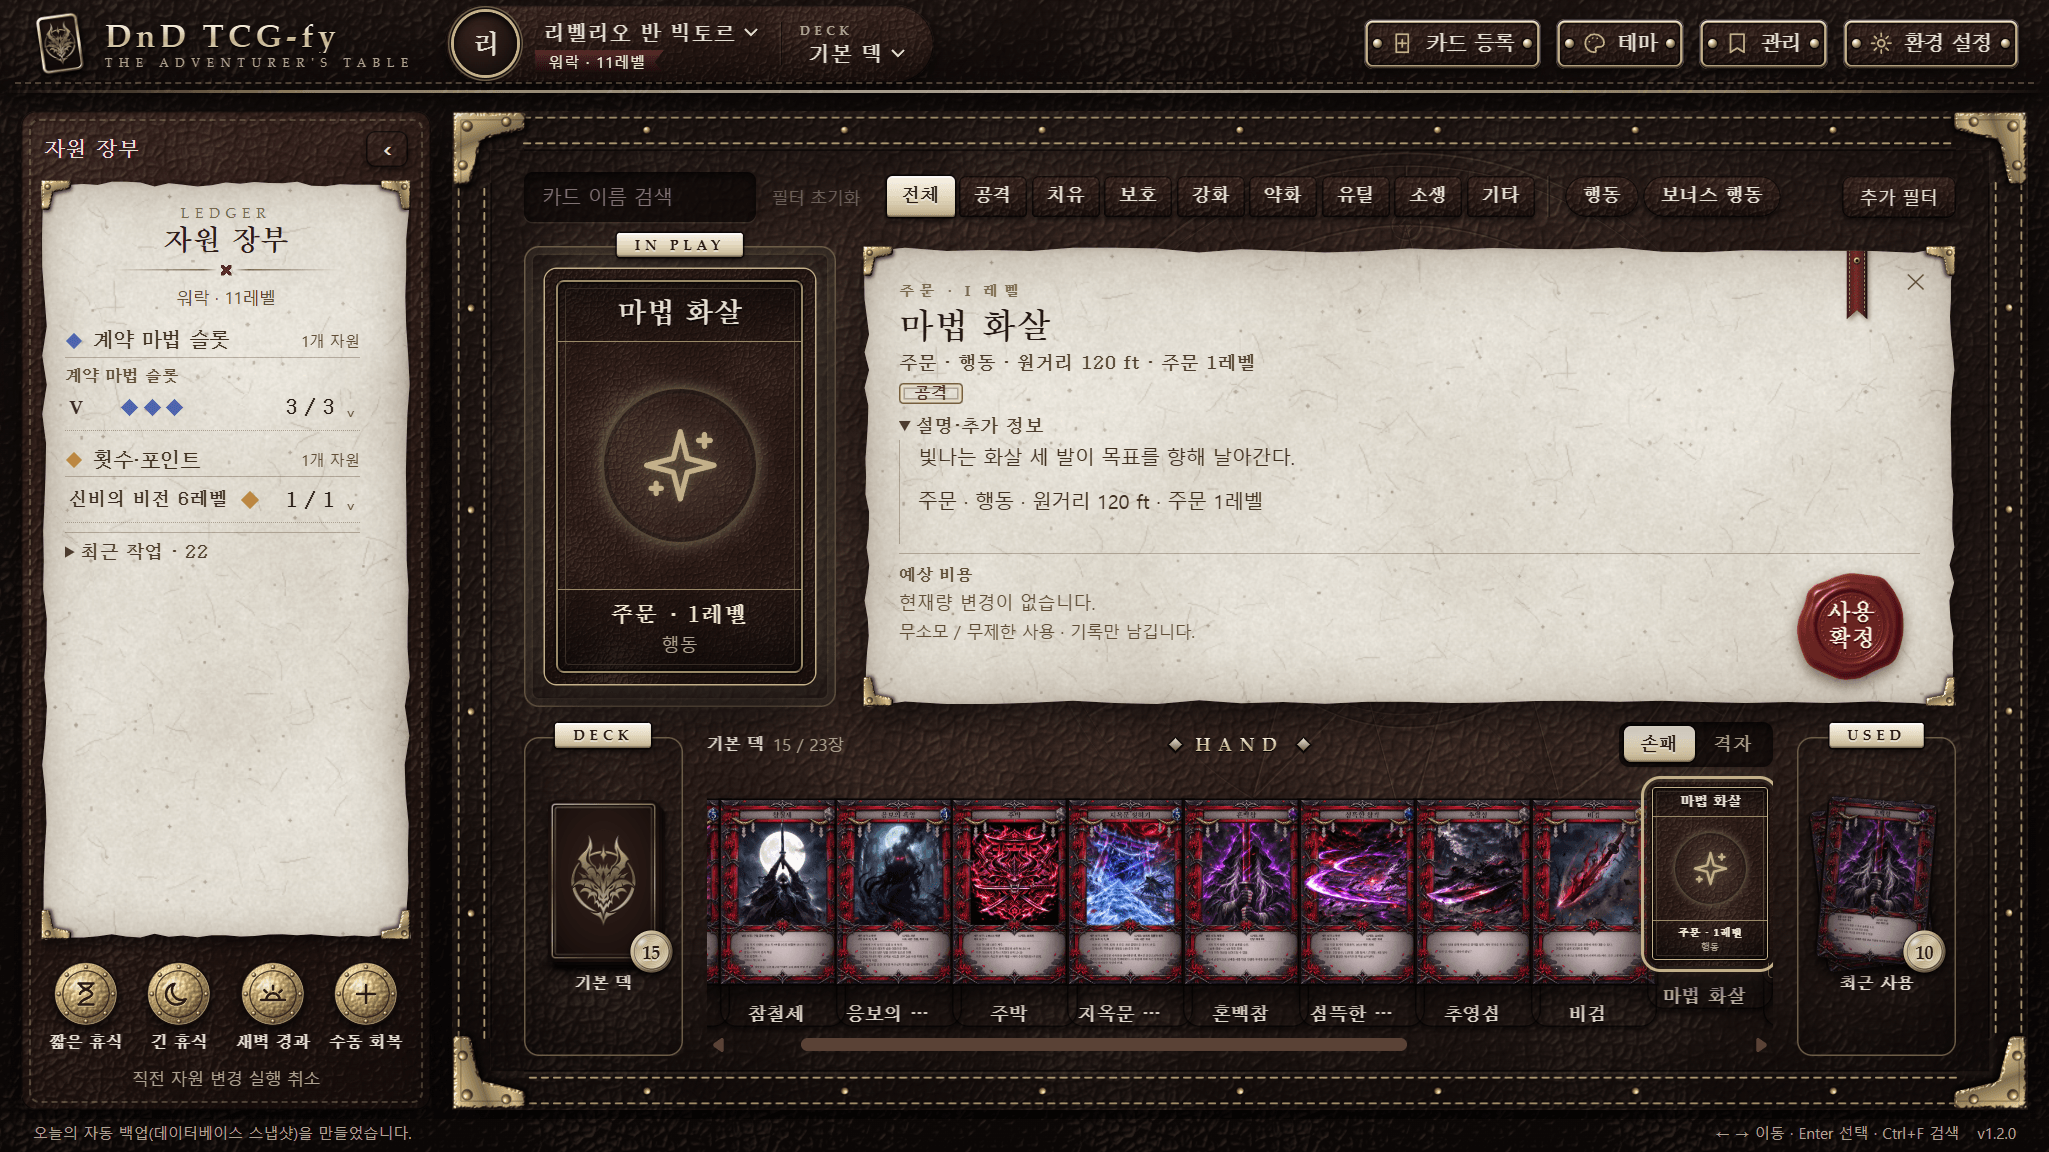 DnD TCG-fy
THE ADVENTURER'S TABLE
리
리벨리오 반 빅토르
워락 · 11레벨
DECK
기본 덱
카드 등록
테마
관리
환경 설정
자원 장부
LEDGER
자원 장부
워락 · 11레벨
계약 마법 슬롯 1개 자원
계약 마법 슬롯
V 3 / 3
횟수·포인트 1개 자원
신비의 비전 6레벨 1 / 1
최근 작업 · 22
짧은 휴식
긴 휴식
새벽 경과
수동 회복
직전 자원 변경 실행 취소
오늘의 자동 백업(데이터베이스 스냅샷)을 만들었습니다.
카드 이름 검색
필터 초기화
전체
공격
치유
보호
강화
약화
유틸
소생
기타
행동
보너스 행동
추가 필터
IN PLAY
마법 화살
주문 · 1레벨
행동
주문 · 1레벨
마법 화살
주문 · 행동 · 원거리 120 ft · 주문 1레벨
공격
설명·추가 정보
빛나는 화살 세 발이 목표를 향해 날아간다.
주문 · 행동 · 원거리 120 ft · 주문 1레벨
예상 비용
현재량 변경이 없습니다.
무소모 / 무제한 사용 · 기록만 남깁니다.
사용
확정
DECK
15
기본 덱
기본 덱 15 / 23장
HAND
손패
격자
참철세
응보의 ···
주박
지옥문 ···
혼백참
섬뜩한 ···
추영섬
비검
마법 화살
주문 · 1레벨
행동
마법 화살
USED
10
최근 사용
← → 이동 · Enter 선택 · Ctrl+F 검색 v1.2.0